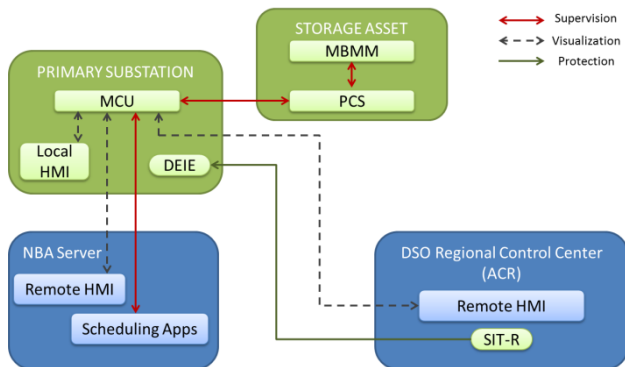 STORAGE ASSET
MBMM
PCS
Supervision
Visualization
Protection
PRIMARY SUBSTATION
MCU
Local
HMI
DEIE
NBA Server
Remote HMI
Scheduling Apps
DSO Regional Control Center
(ACR)
Remote HMI
SIT-R